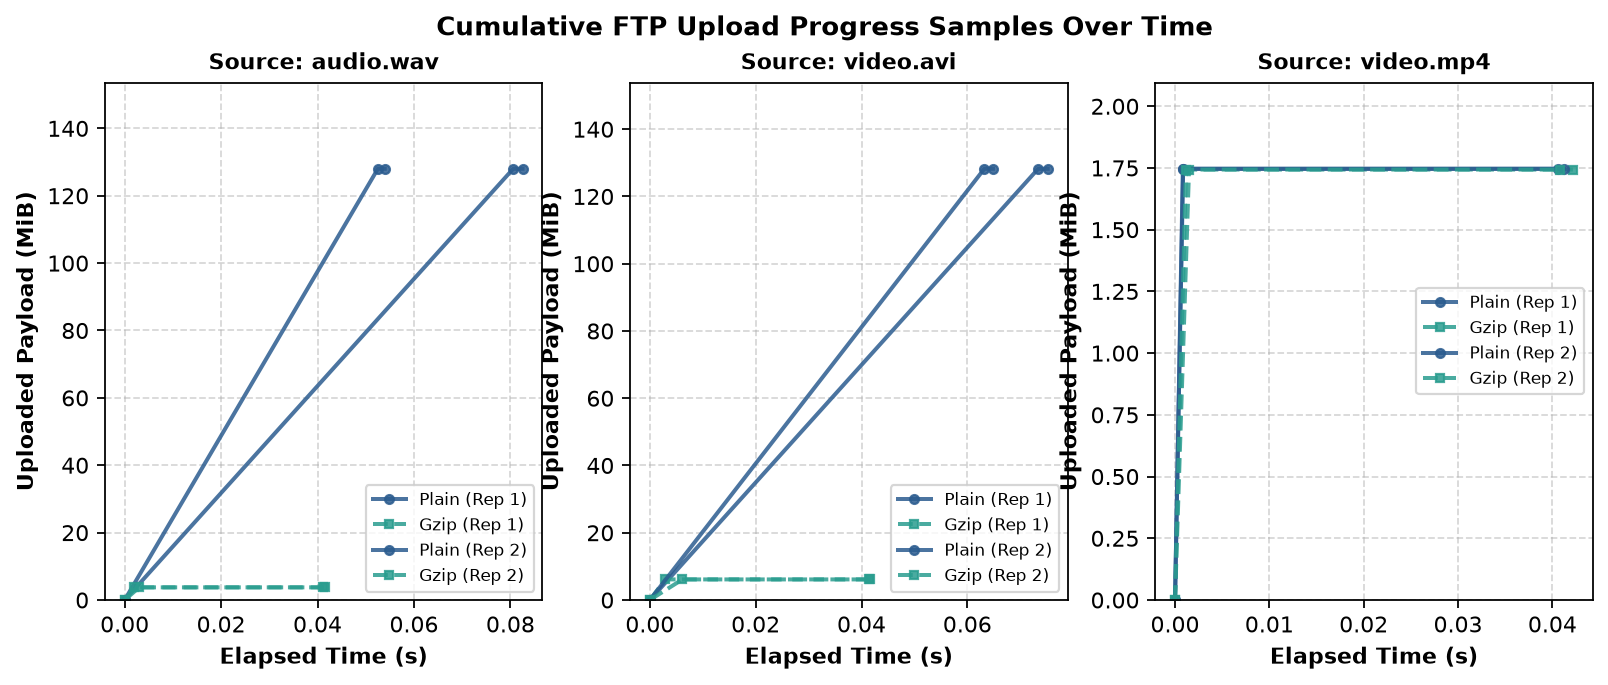 Cumulative FTP Upload Progress Samples Over Time
Source: audio.wav
Uploaded Payload (MiB)
140
120
100
80
60
40
20
0
0.00 0.02 0.04 0.06 0.08
Elapsed Time (s)
Plain (Rep 1)
Gzip (Rep 1)
Plain (Rep 2)
Gzip (Rep 2)
Source: video.avi
Uploaded Payload (MiB)
140
120
100
80
60
40
20
0
0.00 0.02 0.04 0.06
Elapsed Time (s)
Plain (Rep 1)
Gzip (Rep 1)
Plain (Rep 2)
Gzip (Rep 2)
Source: video.mp4
Uploaded Payload (MiB)
2.00
1.75
1.50
1.25
1.00
0.75
0.50
0.25
0.00
0.00 0.01 0.02 0.03 0.04
Elapsed Time (s)
Plain (Rep 1)
Gzip (Rep 1)
Plain (Rep 2)
Gzip (Rep 2)